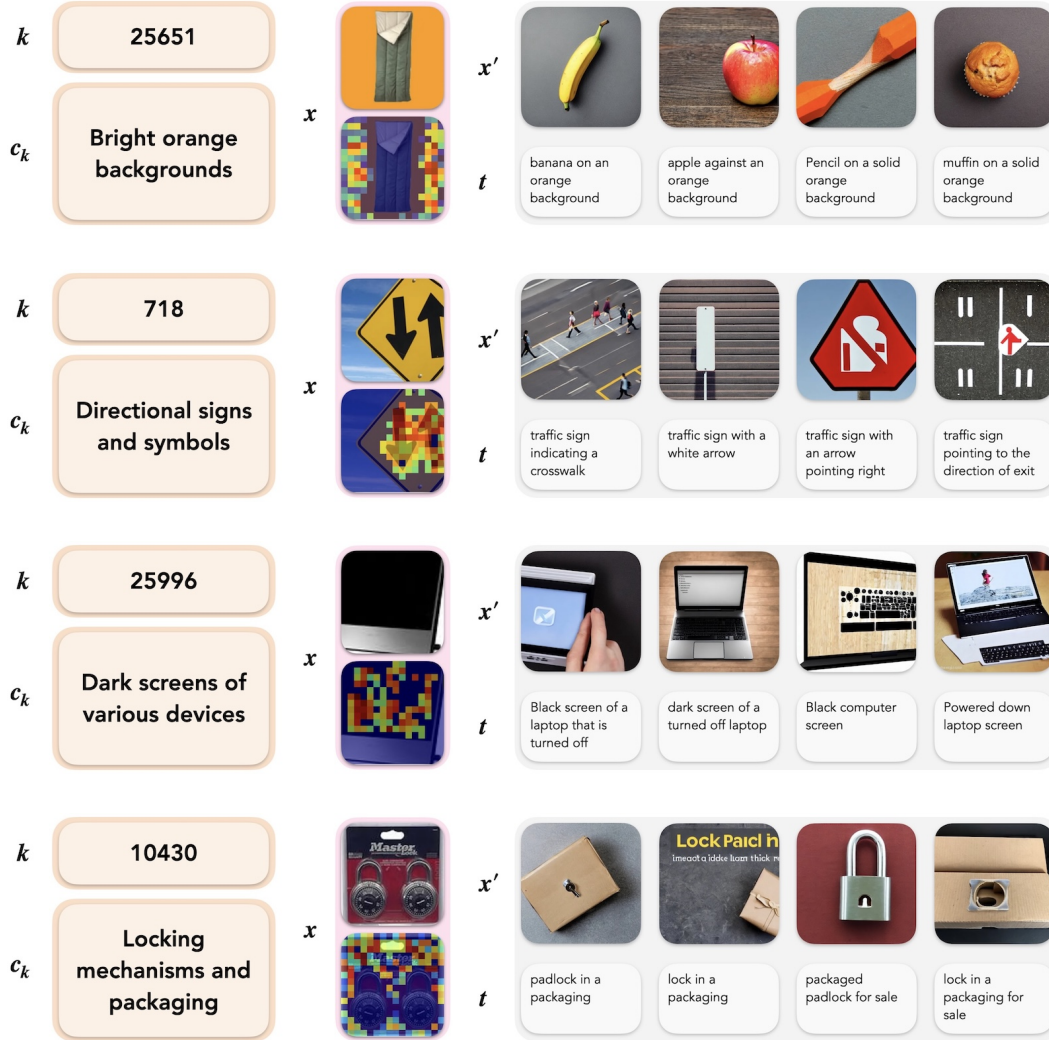 k
25651
c_k
Bright orange
backgrounds
x
x'
t
banana on an
orange
background
apple against an
orange
background
Pencil on a solid
orange
background
muffin on a solid
orange
background
k
718
c_k
Directional signs
and symbols
x
x'
t
traffic sign
indicating a
crosswalk
traffic sign with a
white arrow
traffic sign with
an arrow
pointing right
traffic sign
pointing to the
direction of exit
k
25996
c_k
Dark screens of
various devices
x
x'
t
Black screen of a
laptop that is
turned off
dark screen of a
turned off laptop
Black computer
screen
Powered down
laptop screen
k
10430
c_k
Locking
mechanisms and
packaging
x
Master
Lock
x'
Lock Paicl in
t
padlock in a
packaging
lock in a
packaging
packaged
padlock for sale
lock in a
packaging for
sale